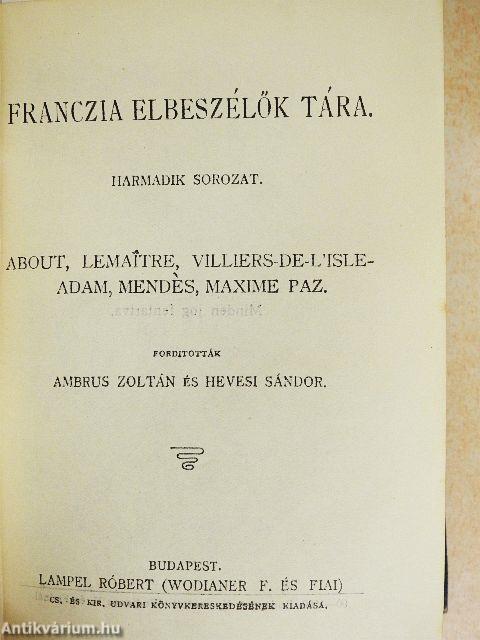 FRANCZIA ELBESZÉLŐK TÁRA.
HARMADIK SOROZAT.
ABOUT, LEMAÎTRE, VILLIERS-DE-L'ISLE-
ADAM, MENDÈS, MAXIME PAZ.
Minden jog fentartva.
FORDITOTTÁK
AMBRUS ZOLTÁN ÉS HEVESI SÁNDOR.
BUDAPEST.
LAMPEL RÓBERT (WODIANER F. ÉS FIAI)
CS. ÉS KIR. UDVARI KÖNYVKERESKEDÉSÉNEK KIADÁSA.
Antikvárium.hu